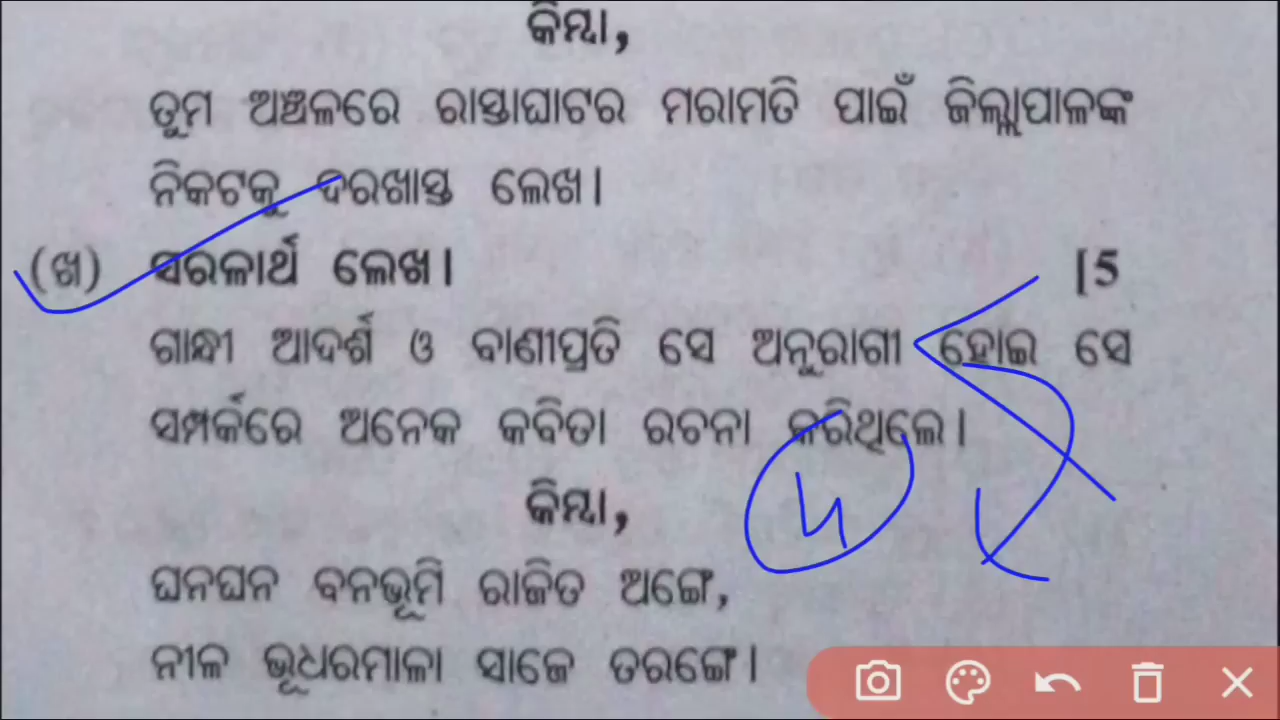 କିମ୍ବା,
ତୁମ ଅଞ୍ଚଳରେ ରାସ୍ତାଘାଟର ମରାମତି ପାଇଁ ଜିଲ୍ଲାପାଳଙ୍କ
ନିକଟକୁ ଦରଖାସ୍ତ ଲେଖ।
(ଖ) ସରଳାର୍ଥ ଲେଖ। [5
ଗାନ୍ଧୀ ଆଦର୍ଶ ଓ ବାଣୀପ୍ରତି ସେ ଅନୁରାଗୀ ହୋଇ ସେ
ସମ୍ପର୍କରେ ଅନେକ କବିତା ରଚନା କରିଥିଲେ।
କିମ୍ବା,
ଘନଘନ ବନଭୂମି ରାଜିତ ଅଙ୍ଗେ,
ନୀଳ ଭୂଧରମାଳା ସାଜେ ତରଙ୍ଗେ।